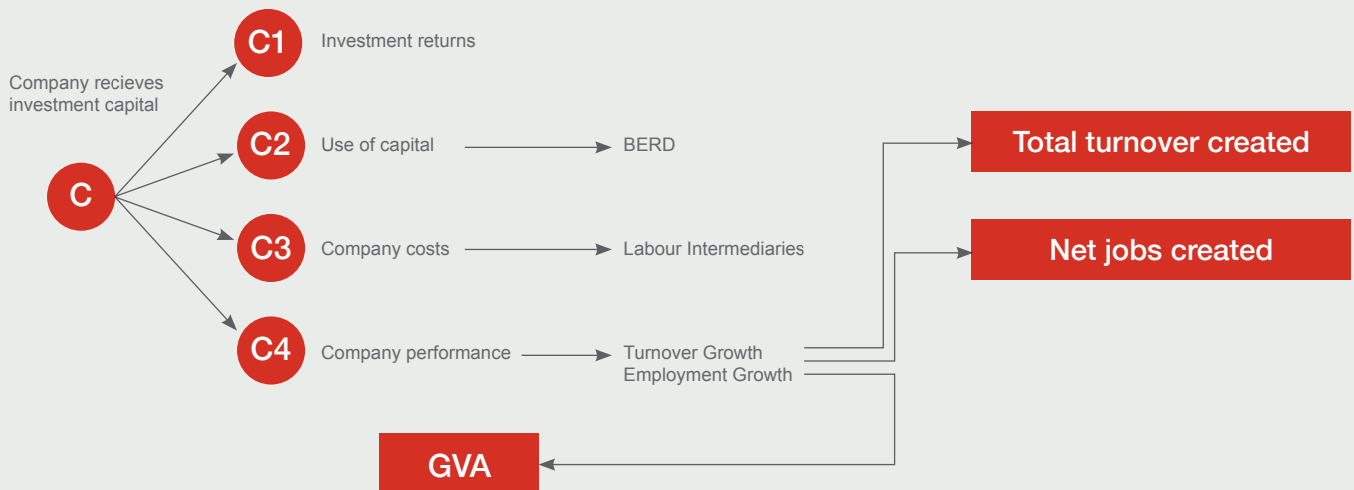 C1
Investment returns
Company recieves
investment capital
C2
Use of capital
BERD
Total turnover created
C
C3
Company costs
Labour Intermediaries
Net jobs created
C4
Company performance
Turnover Growth
Employment Growth
GVA